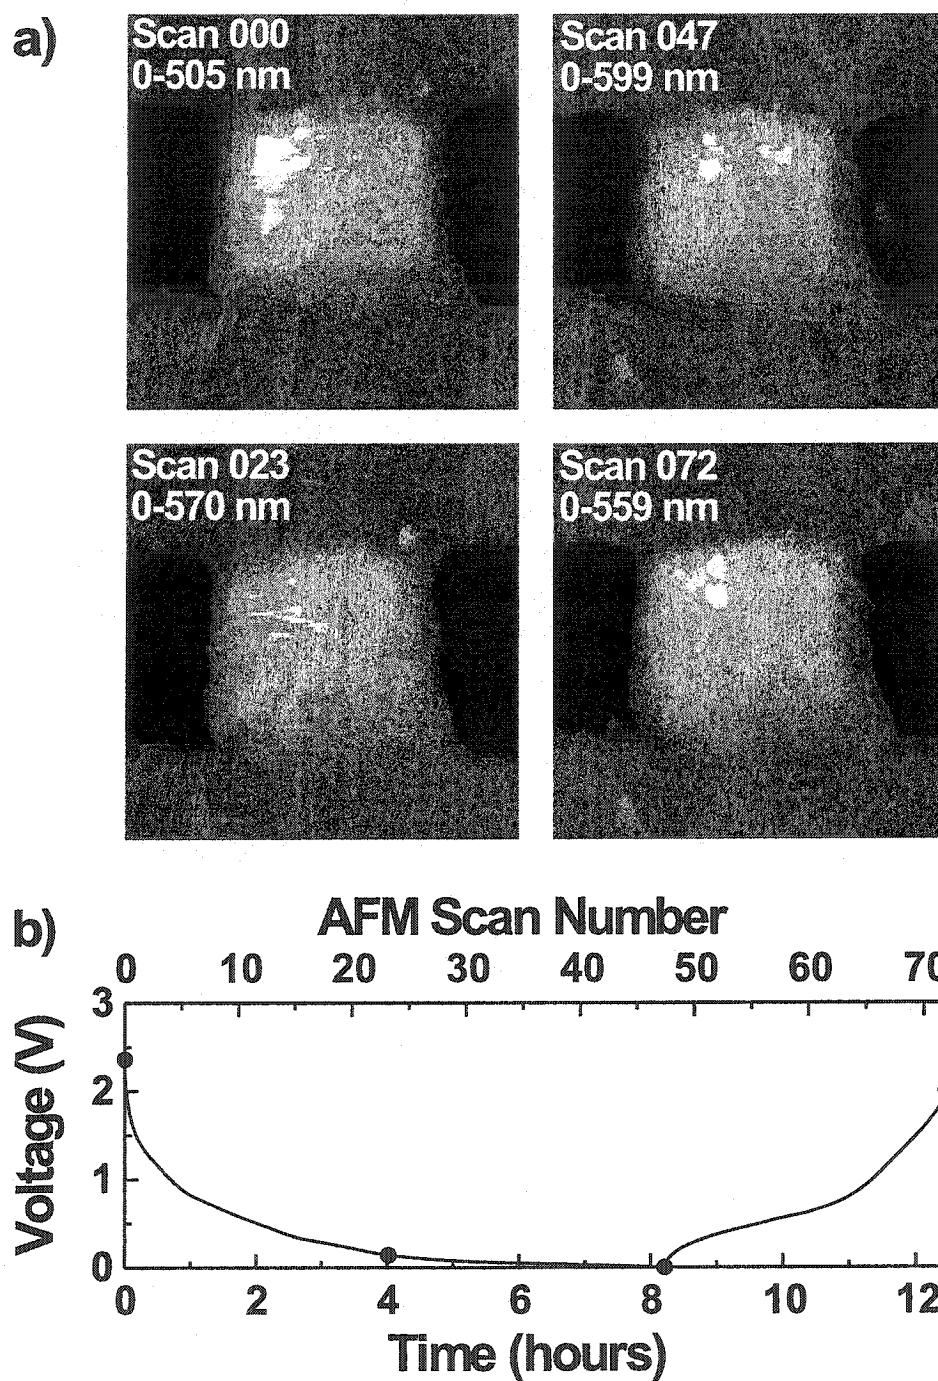 a)
Scan 000
0-505 nm
Scan 047
0-599 nm
Scan 023
0-570 nm
Scan 072
0-559 nm
b)
AFM Scan Number
0 10 20 30 40 50 60 70
3
2
1
0
Voltage (V)
0 2 4 6 8 10 12
Time (hours)